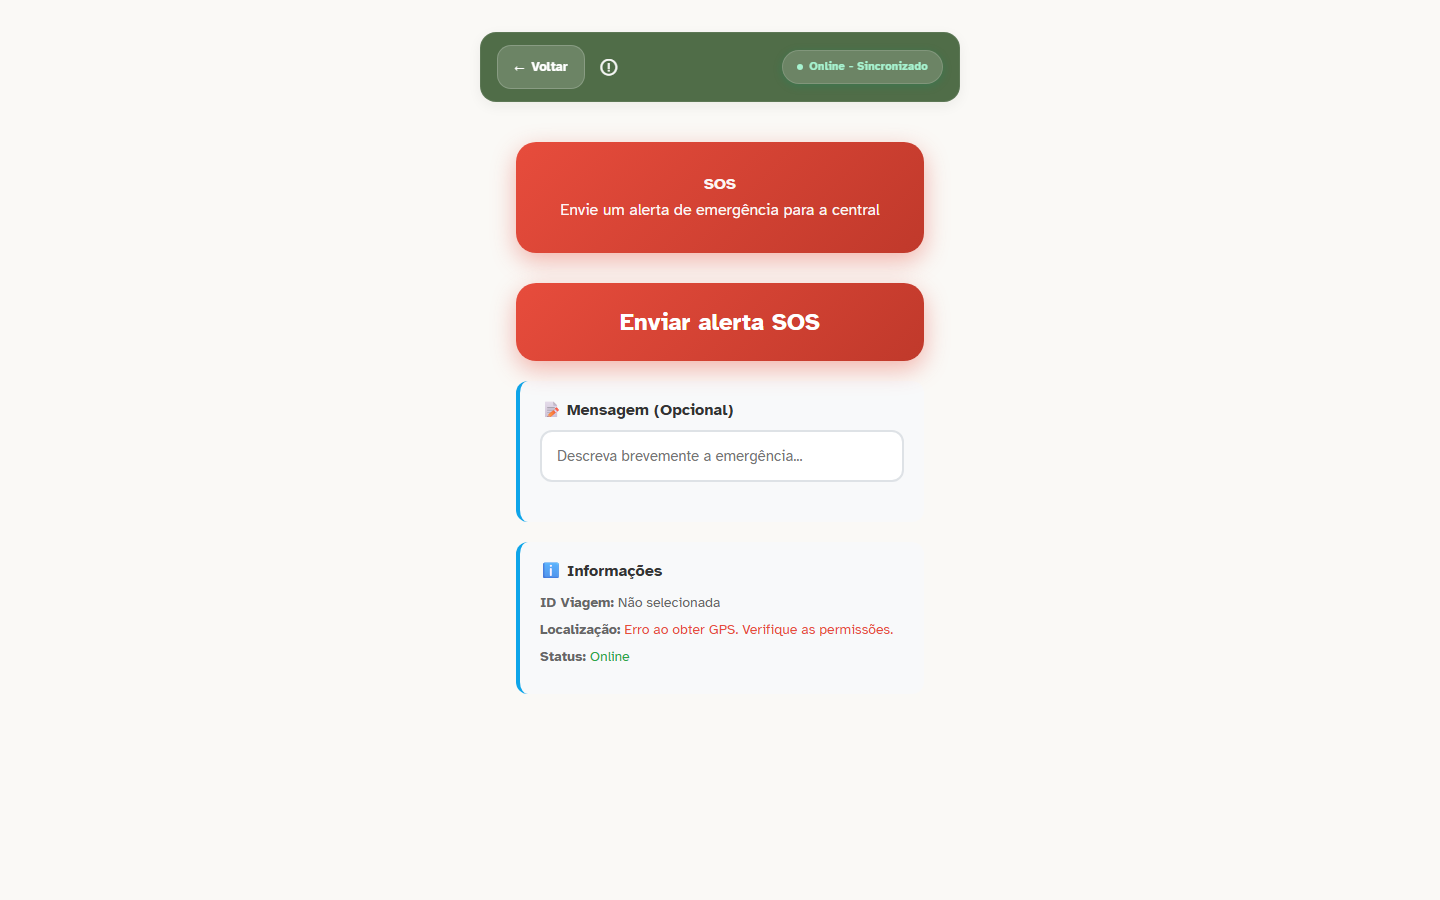 ← Voltar
Online - Sincronizado
SOS
Envie um alerta de emergência para a central
Enviar alerta SOS
📝 Mensagem (Opcional)
Descreva brevemente a emergência...
ℹ️ Informações
ID Viagem: Não selecionada
Localização: Erro ao obter GPS. Verifique as permissões.
Status: Online